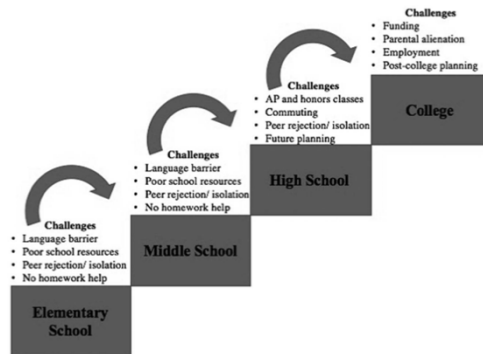 Challenges
• Funding
• Parental alienation
• Employment
• Post-college planning
College
Challenges
• AP and honors classes
• Commuting
• Peer rejection/ isolation
• Future planning
High School
Challenges
• Language barrier
• Poor school resources
• Peer rejection/ isolation
• No homework help
Middle School
Challenges
• Language barrier
• Poor school resources
• Peer rejection/ isolation
• No homework help
Elementary
School